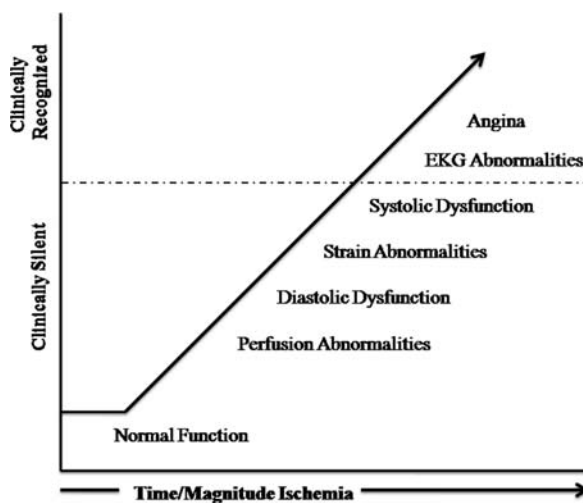 Clinically
Recognized
Clinically Silent
Angina
EKG Abnormalities
Systolic Dysfunction
Strain Abnormalities
Diastolic Dysfunction
Perfusion Abnormalities
Normal Function
Time/Magnitude Ischemia